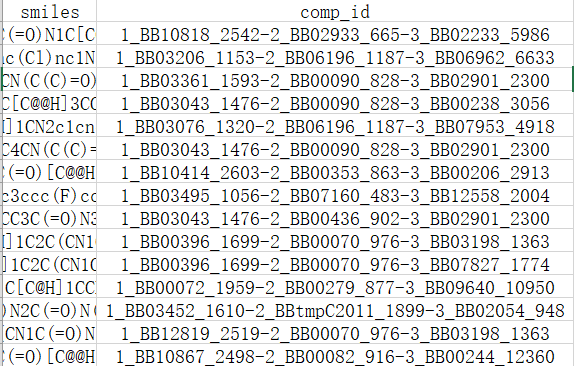 smiles comp_id
C(=O)N1C[C 1_BB10818_2542-2_BB02933_665-3_BB02233_5986
nc(Cl)nc1N 1_BB03206_1153-2_BB06196_1187-3_BB06962_6633
CN(C(C)=O) 1_BB03361_1593-2_BB00090_828-3_BB02901_2300
C[C@@H]3CC 1_BB03043_1476-2_BB00090_828-3_BB00238_3056
H]1CN2c1cn 1_BB03076_1320-2_BB06196_1187-3_BB07953_4918
C4CN(C(C)= 1_BB03043_1476-2_BB00090_828-3_BB02901_2300
C(=O)[C@@H 1_BB10414_2603-2_BB00353_863-3_BB00206_2913
c3ccc(F)cc 1_BB03495_1056-2_BB07160_483-3_BB12558_2004
CC3C(=O)N3 1_BB03043_1476-2_BB00436_902-3_BB02901_2300
H]1C2C(CN1C 1_BB00396_1699-2_BB00070_976-3_BB03198_1363
]1C2C(CN1C 1_BB00396_1699-2_BB00070_976-3_BB07827_1774
C[C@H]1CC 1_BB00072_1959-2_BB00279_877-3_BB09640_10950
)N2C(=O)N( 1_BB03452_1610-2_BBtmpC2011_1899-3_BB02054_948
CCN1C(=O)N 1_BB12819_2519-2_BB00070_976-3_BB03198_1363
C(=O)[C@@H 1_BB10867_2498-2_BB00082_916-3_BB00244_12360